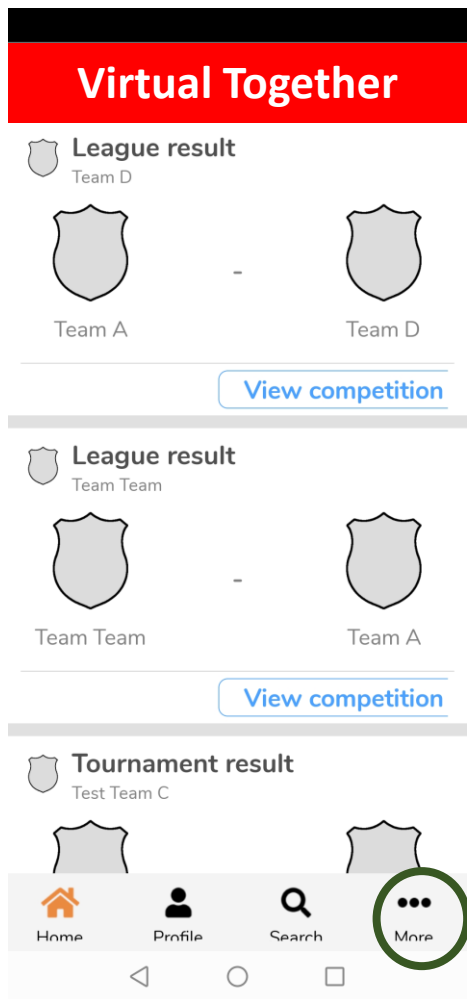 Virtual Together
League result
Team D
-
Team A
Team D
View competition
League result
Team Team
-
Team Team
Team A
View competition
Tournament result
Test Team C
Home
Profile
Search
More